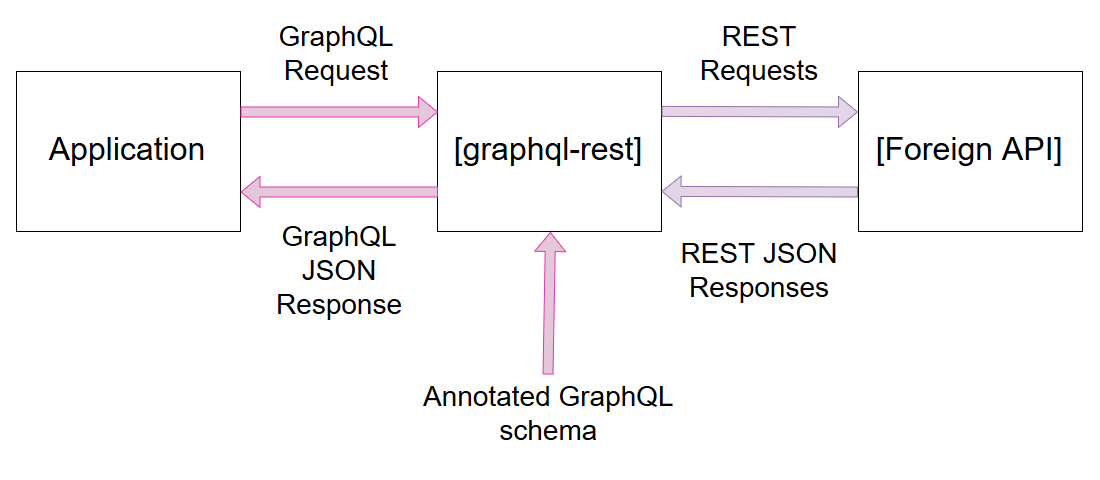 GraphQL
Request
REST
Requests
Application
[graphql-rest]
[Foreign API]
GraphQL
JSON
Response
REST JSON
Responses
Annotated GraphQL
schema